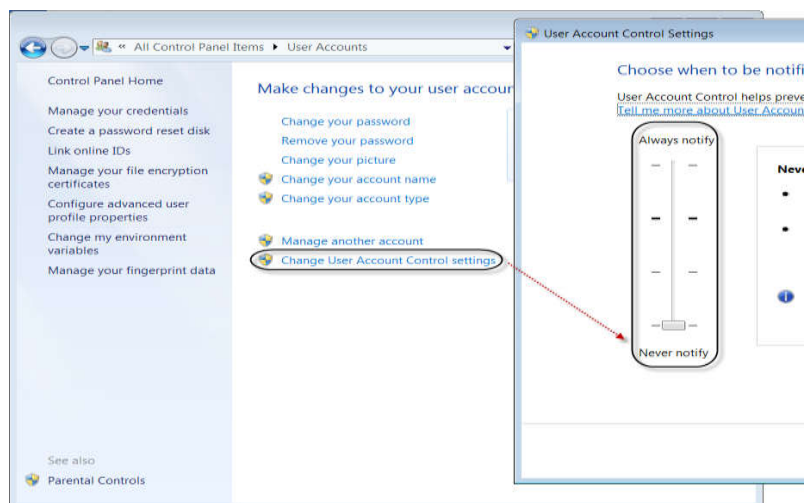 « All Control Panel Items ▸ User Accounts
Control Panel Home
Manage your credentials
Create a password reset disk
Link online IDs
Manage your file encryption
certificates
Configure advanced user
profile properties
Change my environment
variables
Manage your fingerprint data
See also
Parental Controls
Make changes to your user accoun
Change your password
Remove your password
Change your picture
Change your account name
Change your account type
Manage another account
Change User Account Control settings
User Account Control Settings
Choose when to be notifi
User Account Control helps preve
Tell me more about User Accoun
Always notify
Never notify
Neve